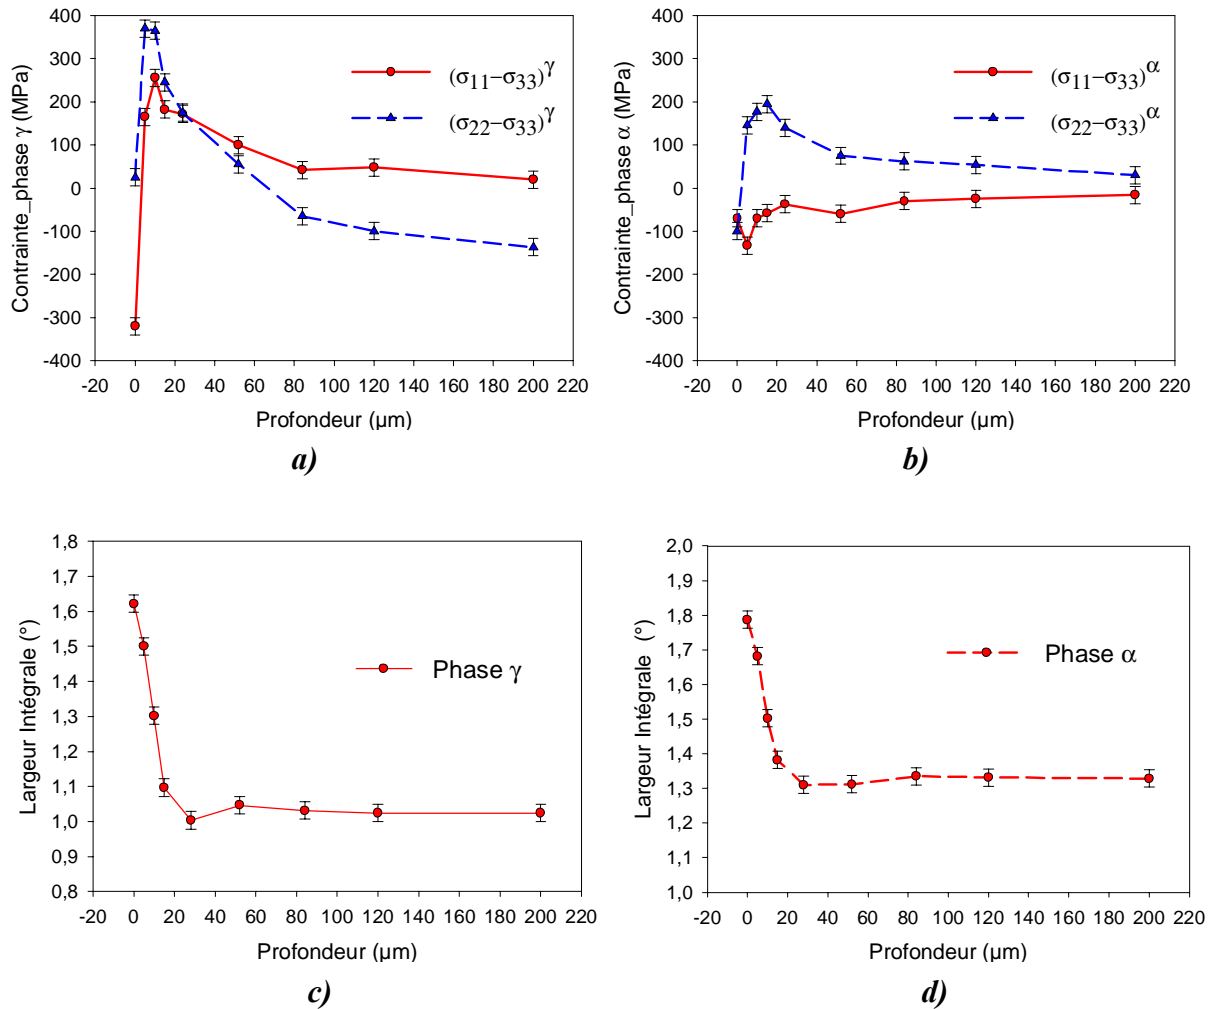 400
300
200
100
0
-100
-200
-300
-400
Contrainte_phase γ (MPa)
(σ11–σ33)γ
(σ22–σ33)γ
-20 0 20 40 60 80 100 120 140 160 180 200 220
Profondeur (µm)
a)
400
300
200
100
0
-100
-200
-300
-400
Contrainte_phase α (MPa)
(σ11–σ33)α
(σ22–σ33)α
-20 0 20 40 60 80 100 120 140 160 180 200 220
Profondeur (µm)
b)
1,8
1,7
1,6
1,5
1,4
1,3
1,2
1,1
1,0
0,9
0,8
Largeur Intégrale (°)
Phase γ
-20 0 20 40 60 80 100 120 140 160 180 200 220
Profondeur (µm)
c)
2,0
1,9
1,8
1,7
1,6
1,5
1,4
1,3
1,2
1,1
1,0
Largeur Intégrale (°)
Phase α
-20 0 20 40 60 80 100 120 140 160 180 200 220
Profondeur (µm)
d)